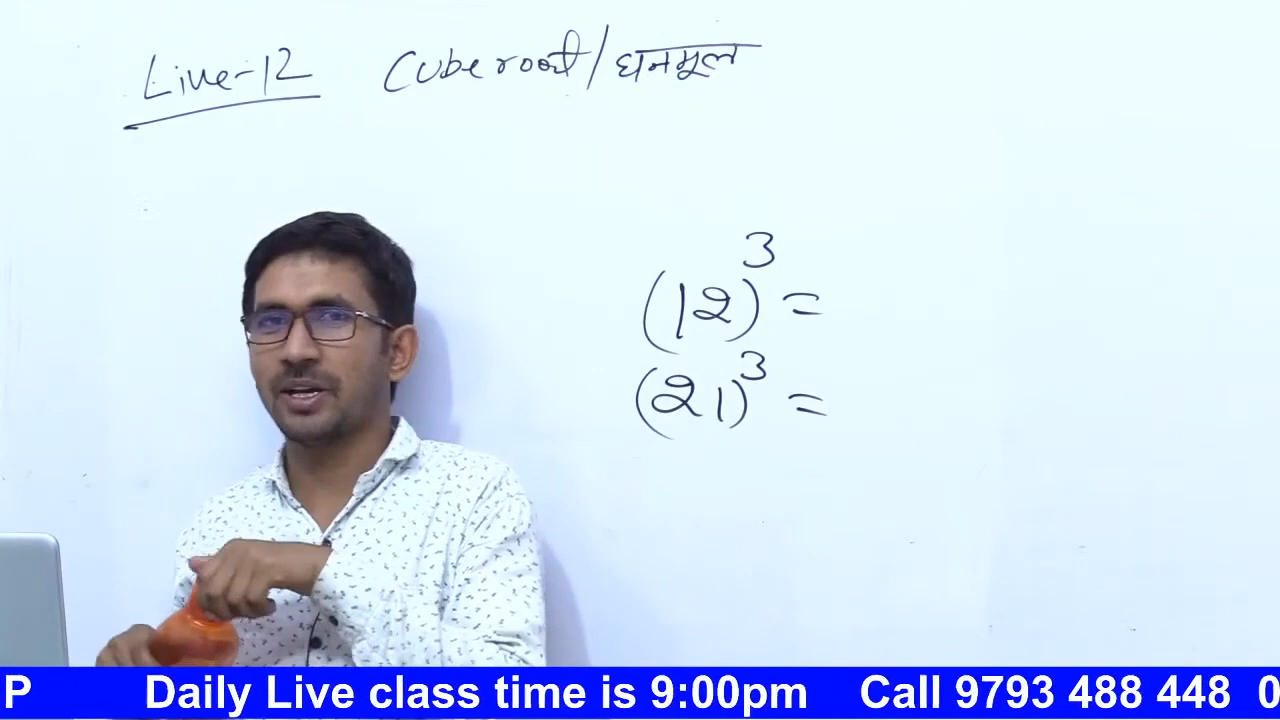 Live-12 Cube root/घनमूल
(12)³ =
(21)³ =
P Daily Live class time is 9:00pm Call 9793 488 448 0